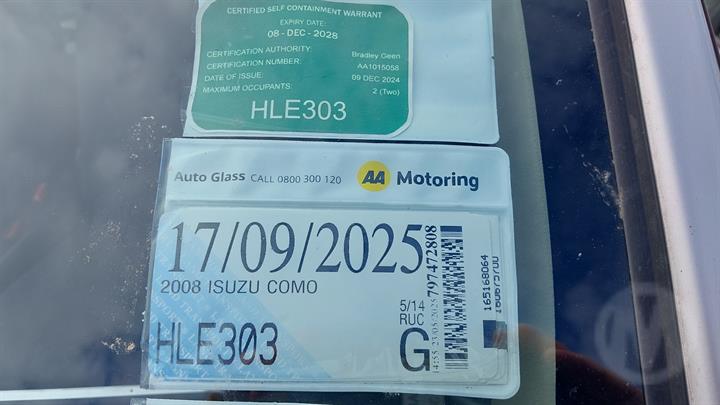 CERTIFIED SELF CONTAINMENT WARRANT
EXPIRY DATE:
08 - DEC - 2028
CERTIFICATION AUTHORITY: Bradley Geen
CERTIFICATION NUMBER: AA1015058
DATE OF ISSUE: 09 DEC 2024
MAXIMUM OCCUPANTS: 2 (Two)
HLE303
Auto Glass CALL 0800 300 120 AA Motoring
17/09/2025
2008 ISUZU COMO
HLE303
5/14
RUC
G
797472808
165168064